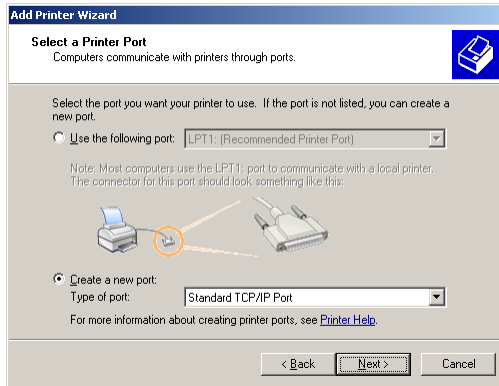 Add Printer Wizard
Select a Printer Port
Computers communicate with printers through ports.
Select the port you want your printer to use. If the port is not listed, you can create a
new port.
Use the following port: LPT1: (Recommended Printer Port)
Note: Most computers use the LPT1: port to communicate with a local printer.
The connector for this port should look something like this:
Create a new port:
Type of port: Standard TCP/IP Port
For more information about creating printer ports, see Printer Help.
< Back Next > Cancel